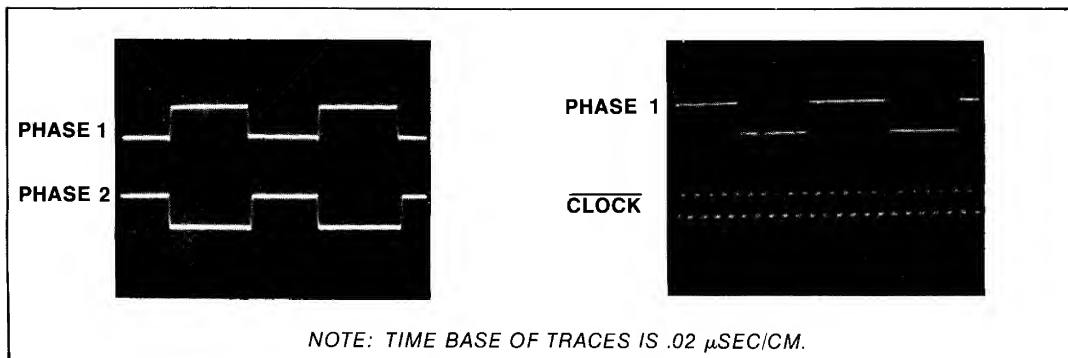 PHASE 1
PHASE 2
PHASE 1
CLOCK
NOTE: TIME BASE OF TRACES IS .02 μSEC/CM.